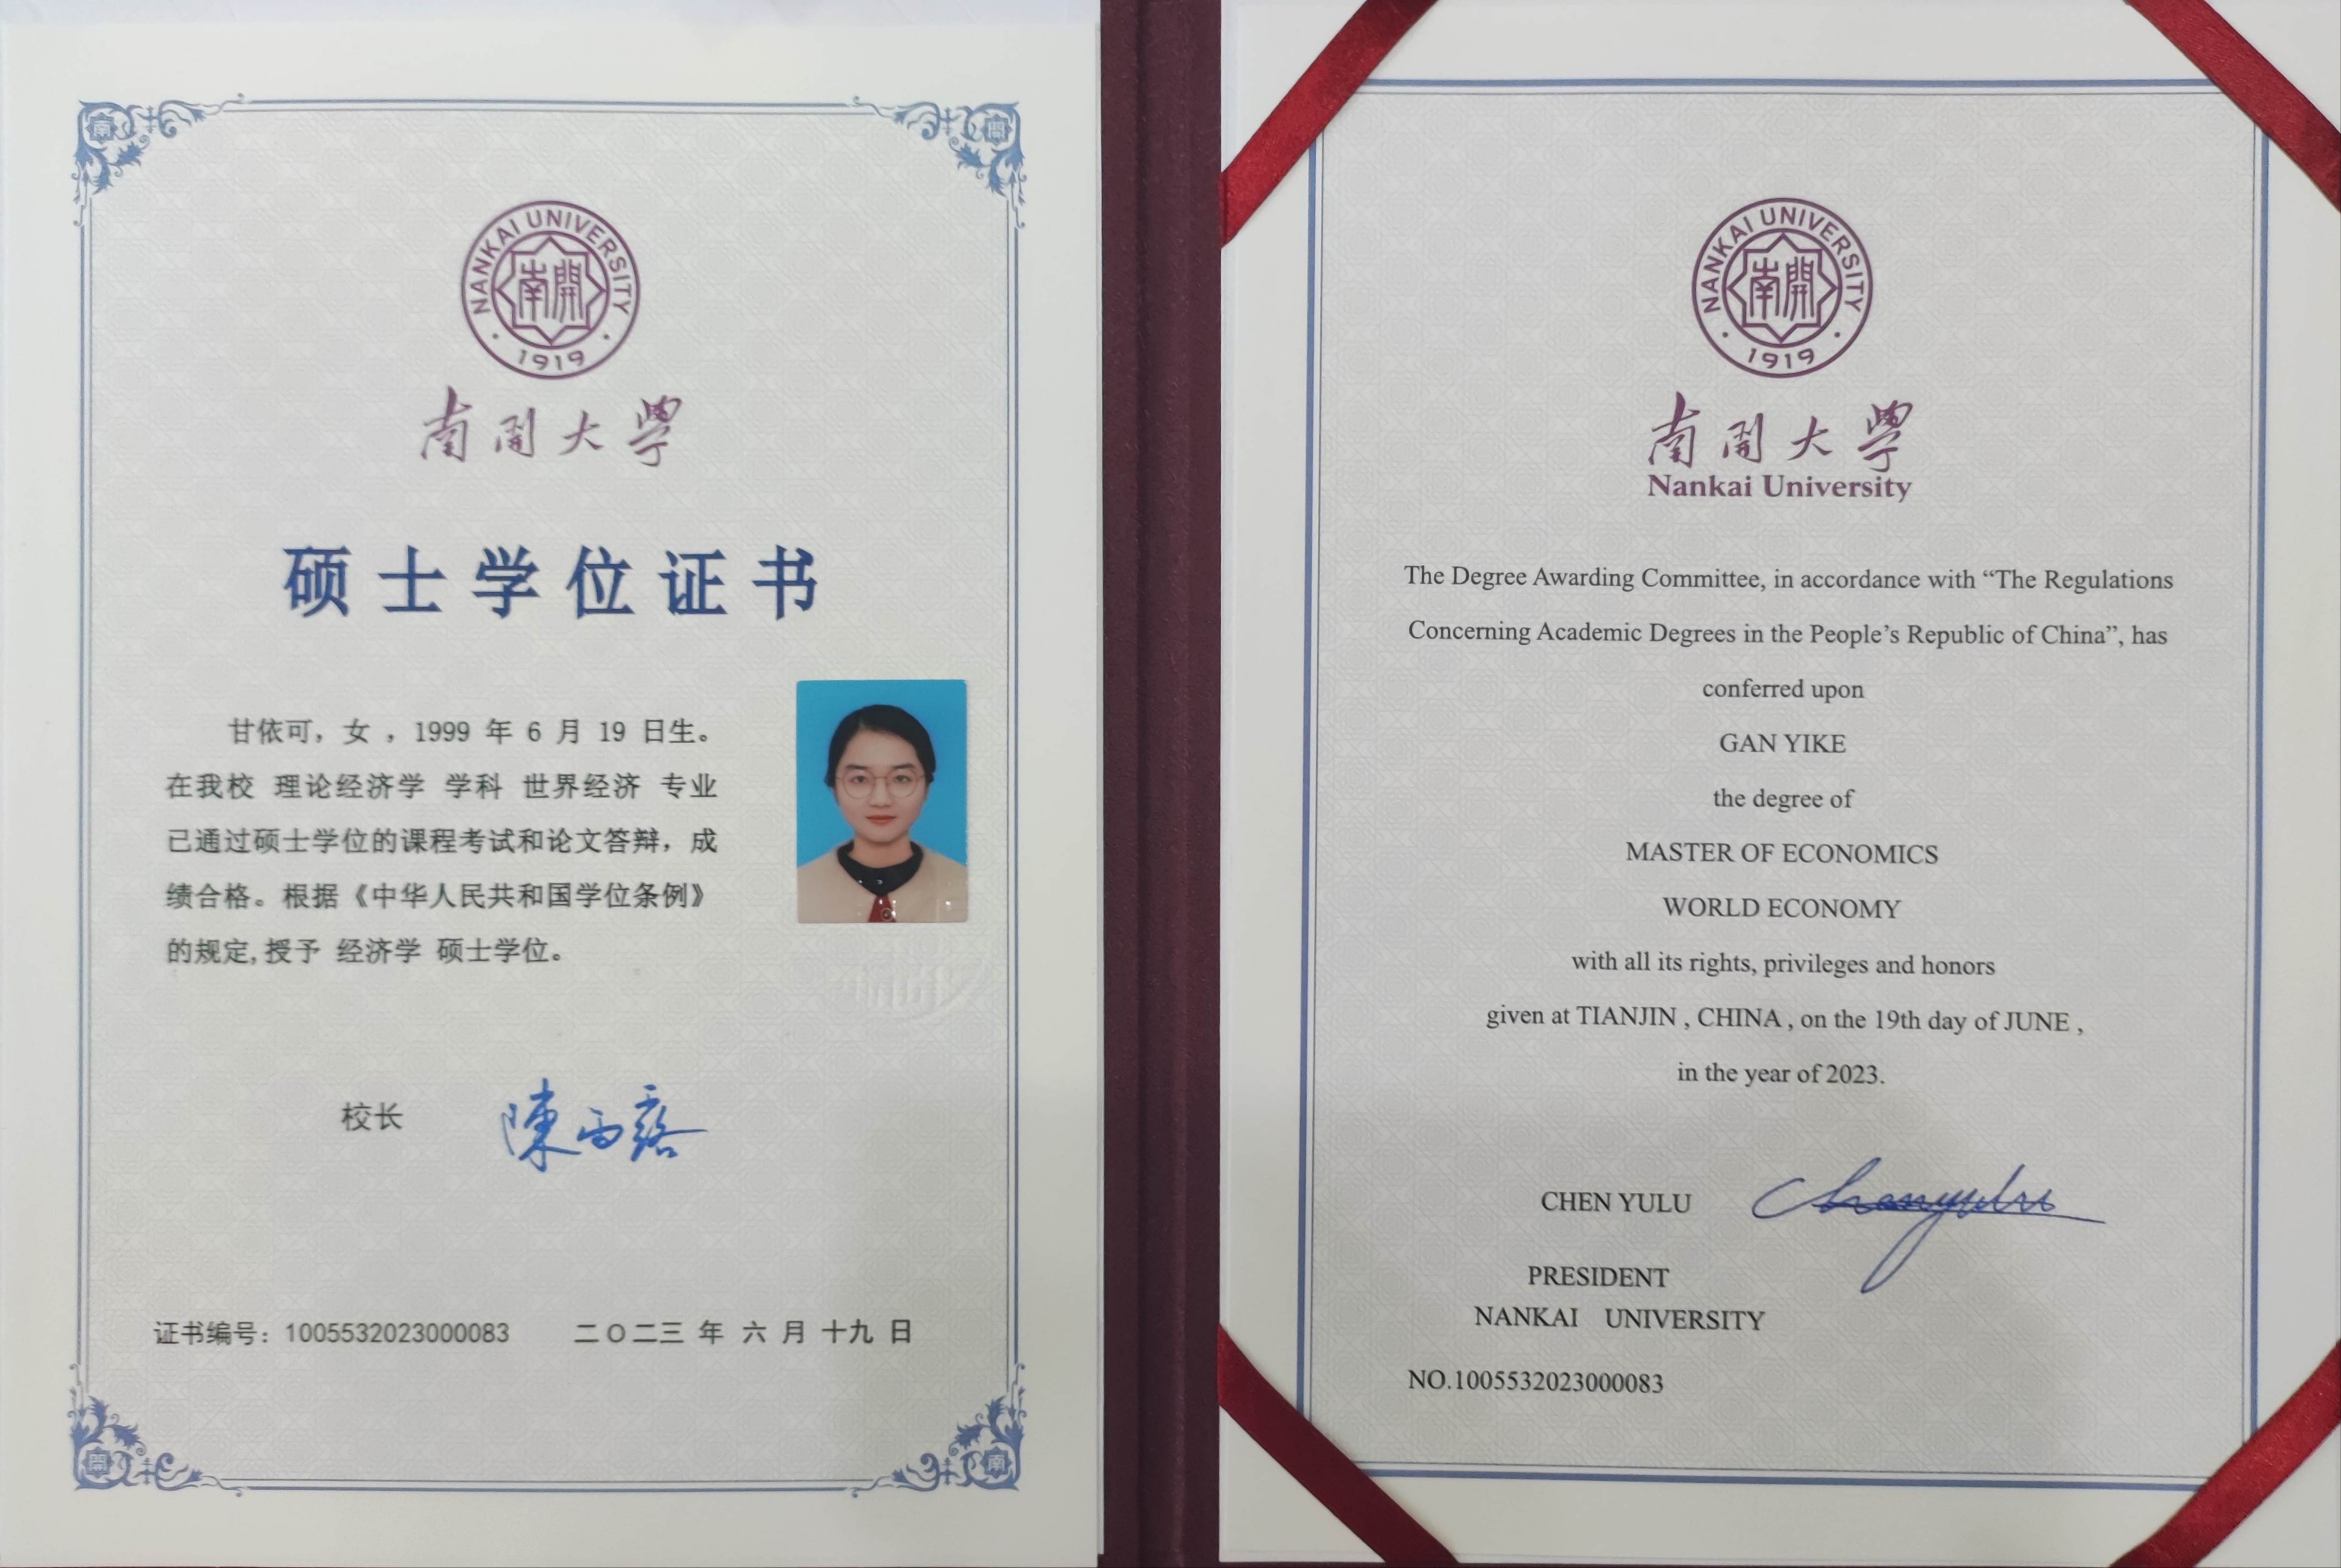 NANKAI UNIVERSITY
南開
1919
南開大學
硕士学位证书
甘依可，女，1999 年 6 月 19 日生。
在我校 理论经济学 学科 世界经济 专业
已通过硕士学位的课程考试和论文答辩，成
绩合格。根据《中华人民共和国学位条例》
的规定,授予 经济学 硕士学位。
校长 陳雨露
证书编号：1005532023000083 二〇二三 年 六 月 十九 日
NANKAI UNIVERSITY
南開
1919
南開大學
Nankai University
The Degree Awarding Committee, in accordance with “The Regulations
Concerning Academic Degrees in the People’s Republic of China”, has
conferred upon
GAN YIKE
the degree of
MASTER OF ECONOMICS
WORLD ECONOMY
with all its rights, privileges and honors
given at TIANJIN , CHINA , on the 19th day of JUNE ,
in the year of 2023.
CHEN YULU Chenyulu
PRESIDENT
NANKAI UNIVERSITY
NO.1005532023000083